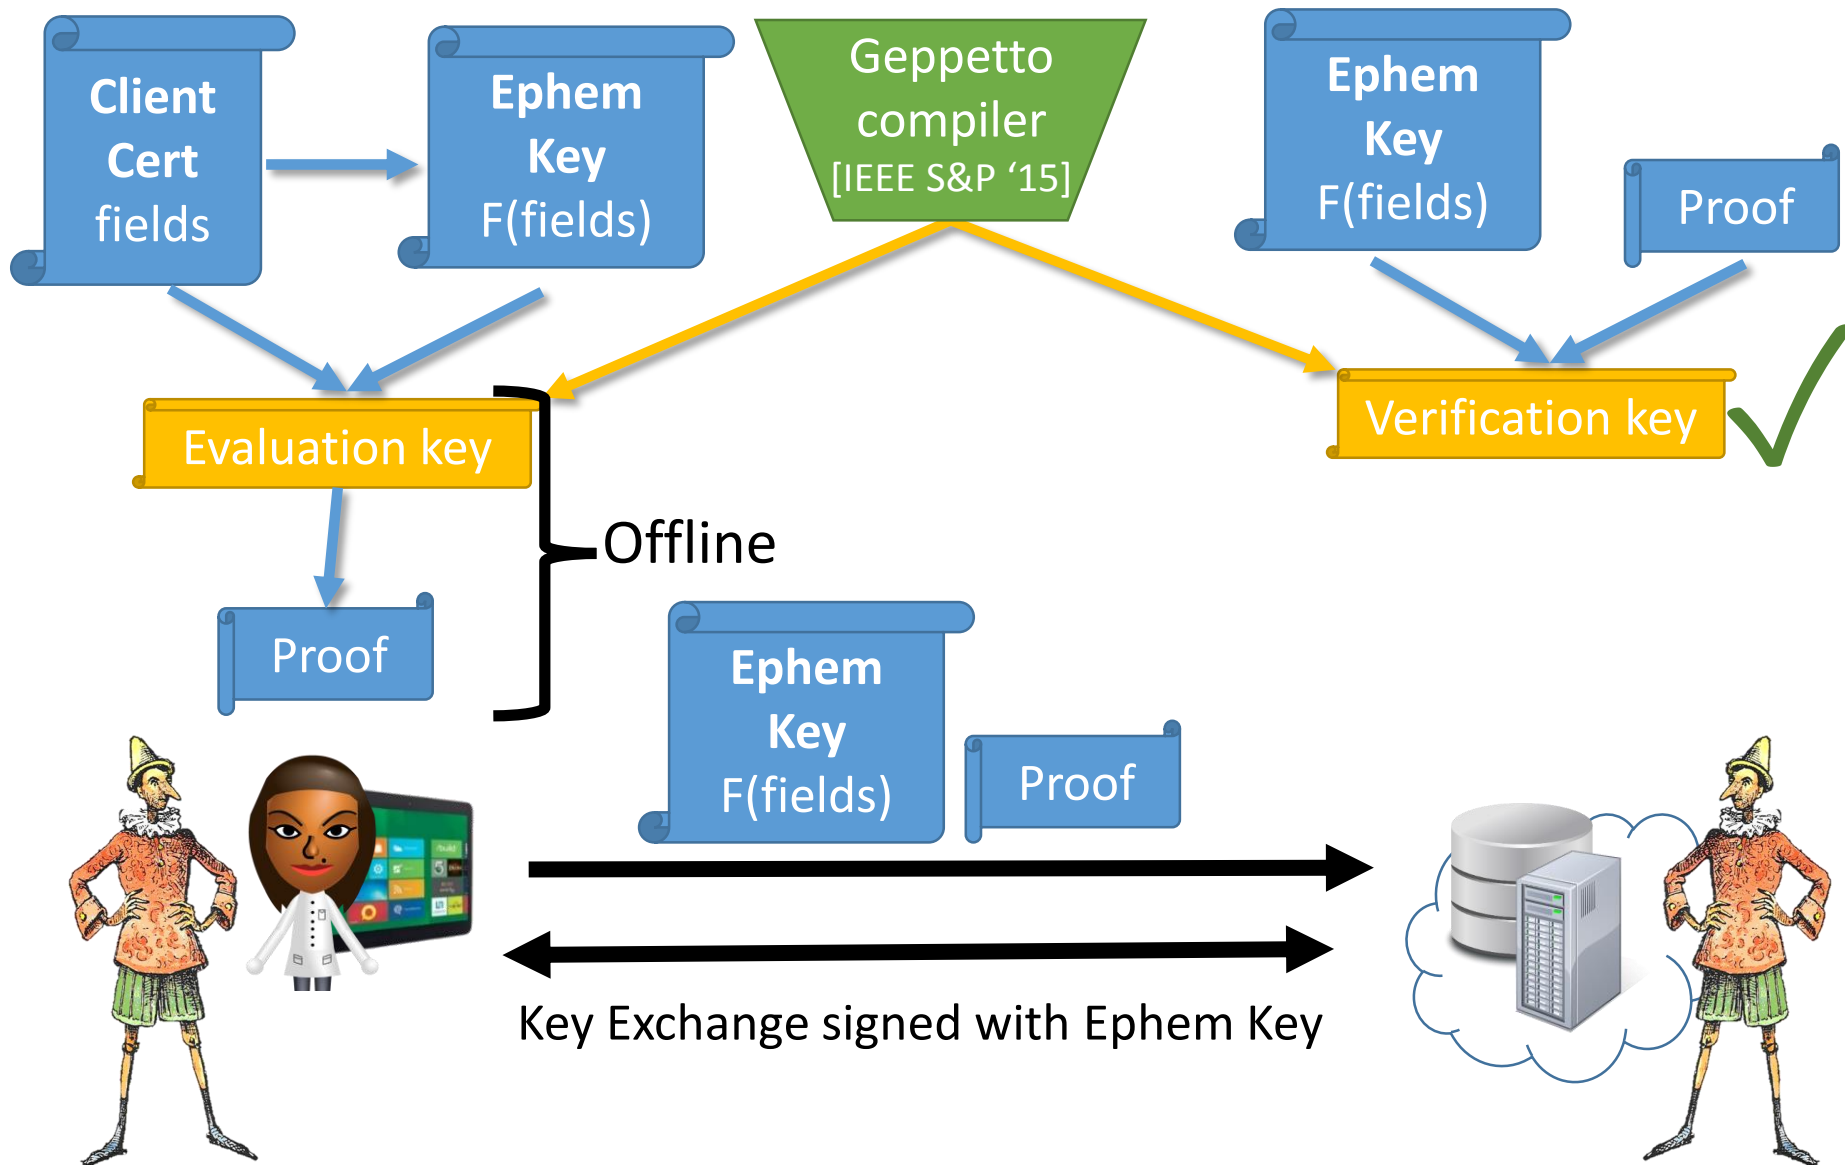 Client
Cert
fields
Ephem
Key
F(fields)
Geppetto
compiler
[IEEE S&P ‘15]
Ephem
Key
F(fields)
Proof
Evaluation key
Verification key
Offline
Proof
Ephem
Key
F(fields)
Proof
Key Exchange signed with Ephem Key